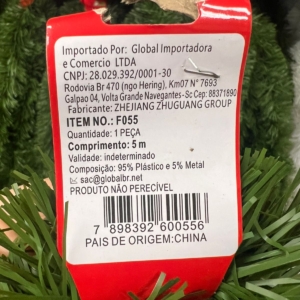 Importado Por: Global Importadora
e Comercio LTDA
CNPJ: 28.029.392/0001-30
Rodovia Br 470 (ngo Hering), Km07 N° 7693
Galpao 04, Volta Grande Navegantes - Sc Cep: 88371890
Fabricante: ZHEJIANG ZHUGUANG GROUP
ITEM NO.: F055
Quantidade: 1 PEÇA
Comprimento: 5 m
Validade: indeterminado
Composição: 95% Plástico e 5% Metal
sac@globalbr.net
PRODUTO NÃO PERECÍVEL
7 898392 600556
PAIS DE ORIGEM:CHINA